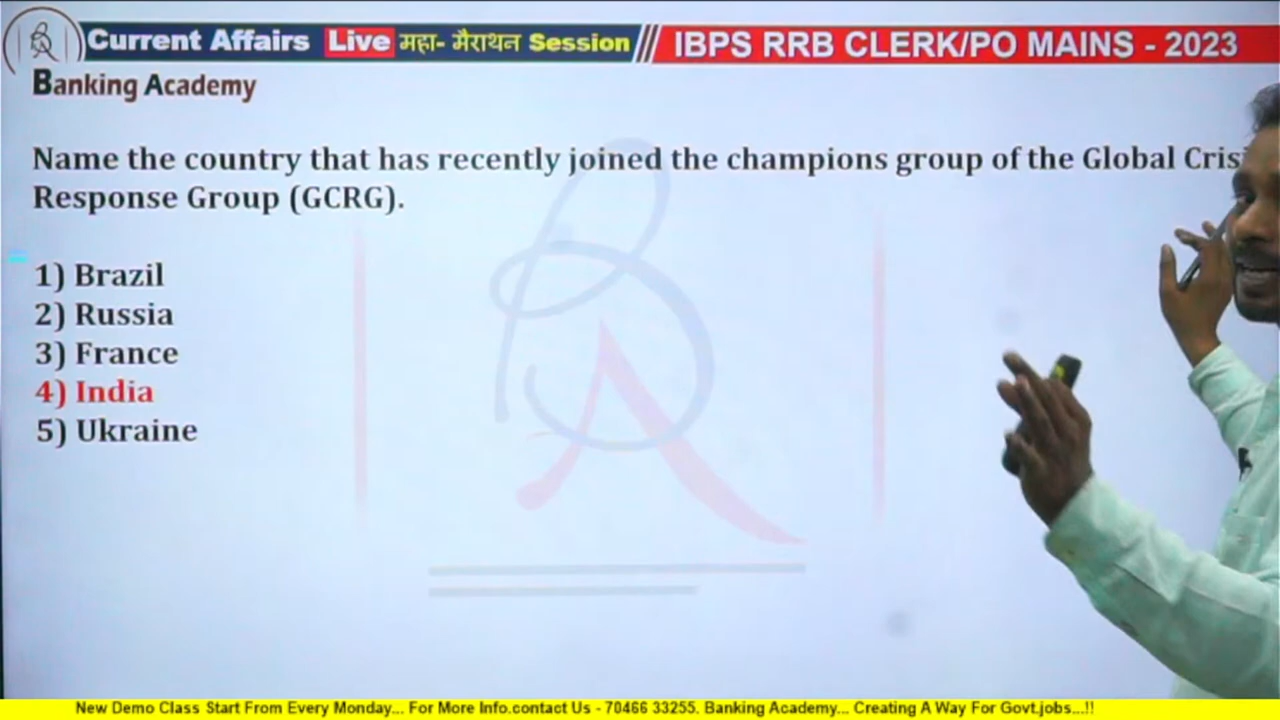 Current Affairs Live महा- मैराथन Session
IBPS RRB CLERK/PO MAINS - 2023
Banking Academy
Name the country that has recently joined the champions group of the Global Cris
Response Group (GCRG).
1) Brazil
2) Russia
3) France
4) India
5) Ukraine
New Demo Class Start From Every Monday... For More Info.contact Us - 70466 33255. Banking Academy... Creating A Way For Govt.jobs...!!